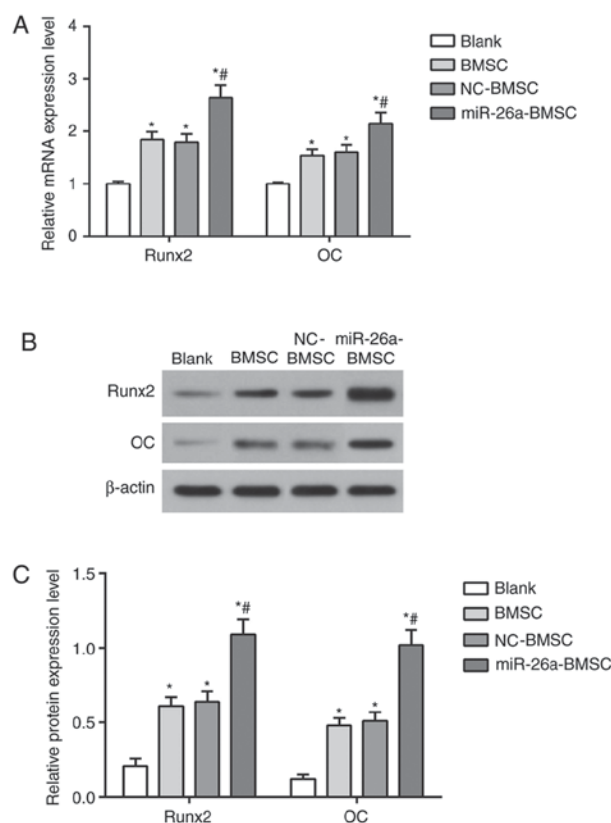 A
Relative mRNA expression level
4
3
2
1
0
*
*
*#
*
*
*#
Runx2
OC
Blank
BMSC
NC-BMSC
miR-26a-BMSC
B
Blank
BMSC
NC-
BMSC
miR-26a-
BMSC
Runx2
OC
β-actin
C
Relative protein expression level
1.5
1.0
0.5
0.0
*
*
*#
*
*
*#
Runx2
OC
Blank
BMSC
NC-BMSC
miR-26a-BMSC